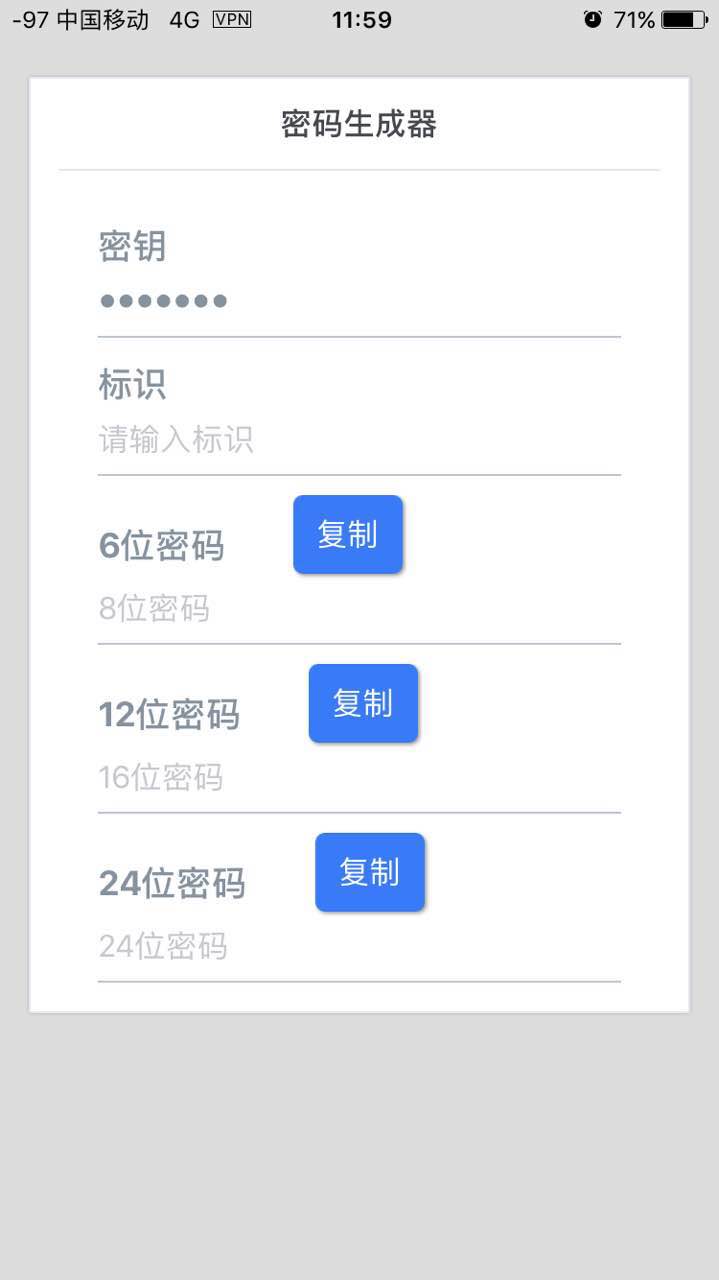 -97 中国移动 4G VPN 11:59 71%
密码生成器
密钥
•••••••
标识
请输入标识
6位密码 复制
8位密码
12位密码 复制
16位密码
24位密码 复制
24位密码